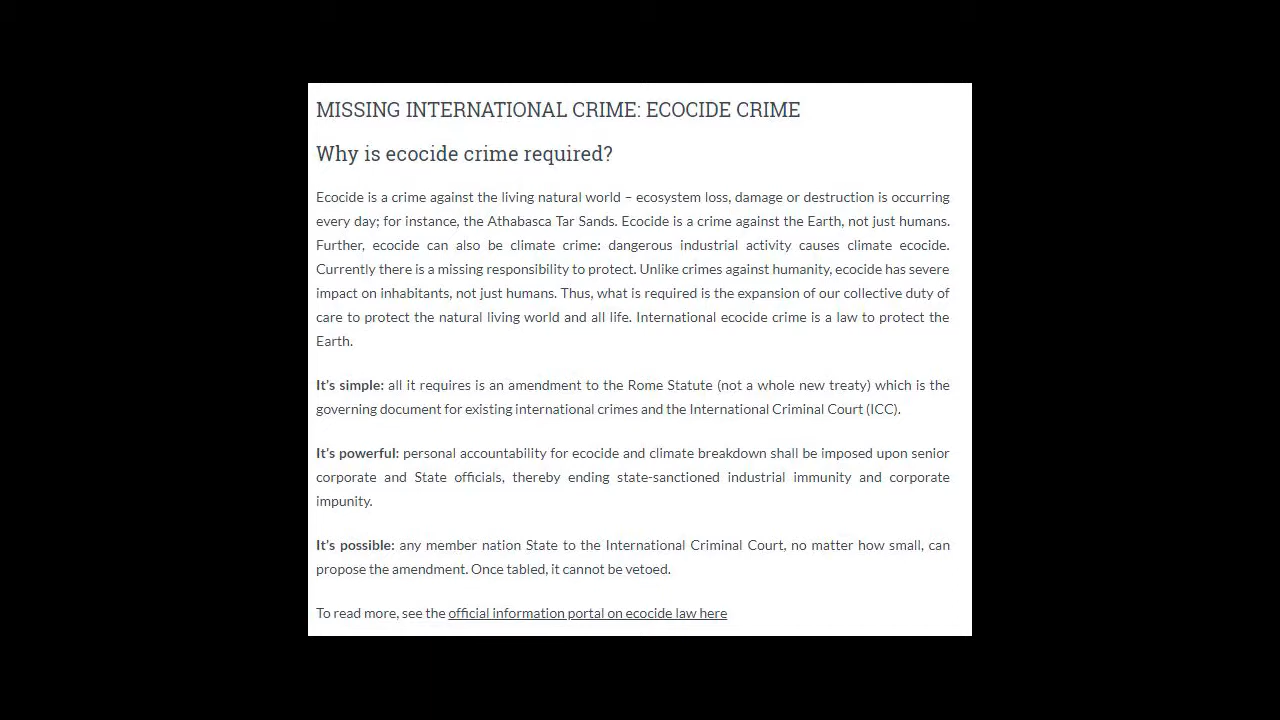 MISSING INTERNATIONAL CRIME: ECOCIDE CRIME
Why is ecocide crime required?
Ecocide is a crime against the living natural world – ecosystem loss, damage or destruction is occurring
every day; for instance, the Athabasca Tar Sands. Ecocide is a crime against the Earth, not just humans.
Further, ecocide can also be climate crime: dangerous industrial activity causes climate ecocide.
Currently there is a missing responsibility to protect. Unlike crimes against humanity, ecocide has severe
impact on inhabitants, not just humans. Thus, what is required is the expansion of our collective duty of
care to protect the natural living world and all life. International ecocide crime is a law to protect the
Earth.
It's simple: all it requires is an amendment to the Rome Statute (not a whole new treaty) which is the
governing document for existing international crimes and the International Criminal Court (ICC).
It's powerful: personal accountability for ecocide and climate breakdown shall be imposed upon senior
corporate and State officials, thereby ending state-sanctioned industrial immunity and corporate
impunity.
It's possible: any member nation State to the International Criminal Court, no matter how small, can
propose the amendment. Once tabled, it cannot be vetoed.
To read more, see the official information portal on ecocide law here